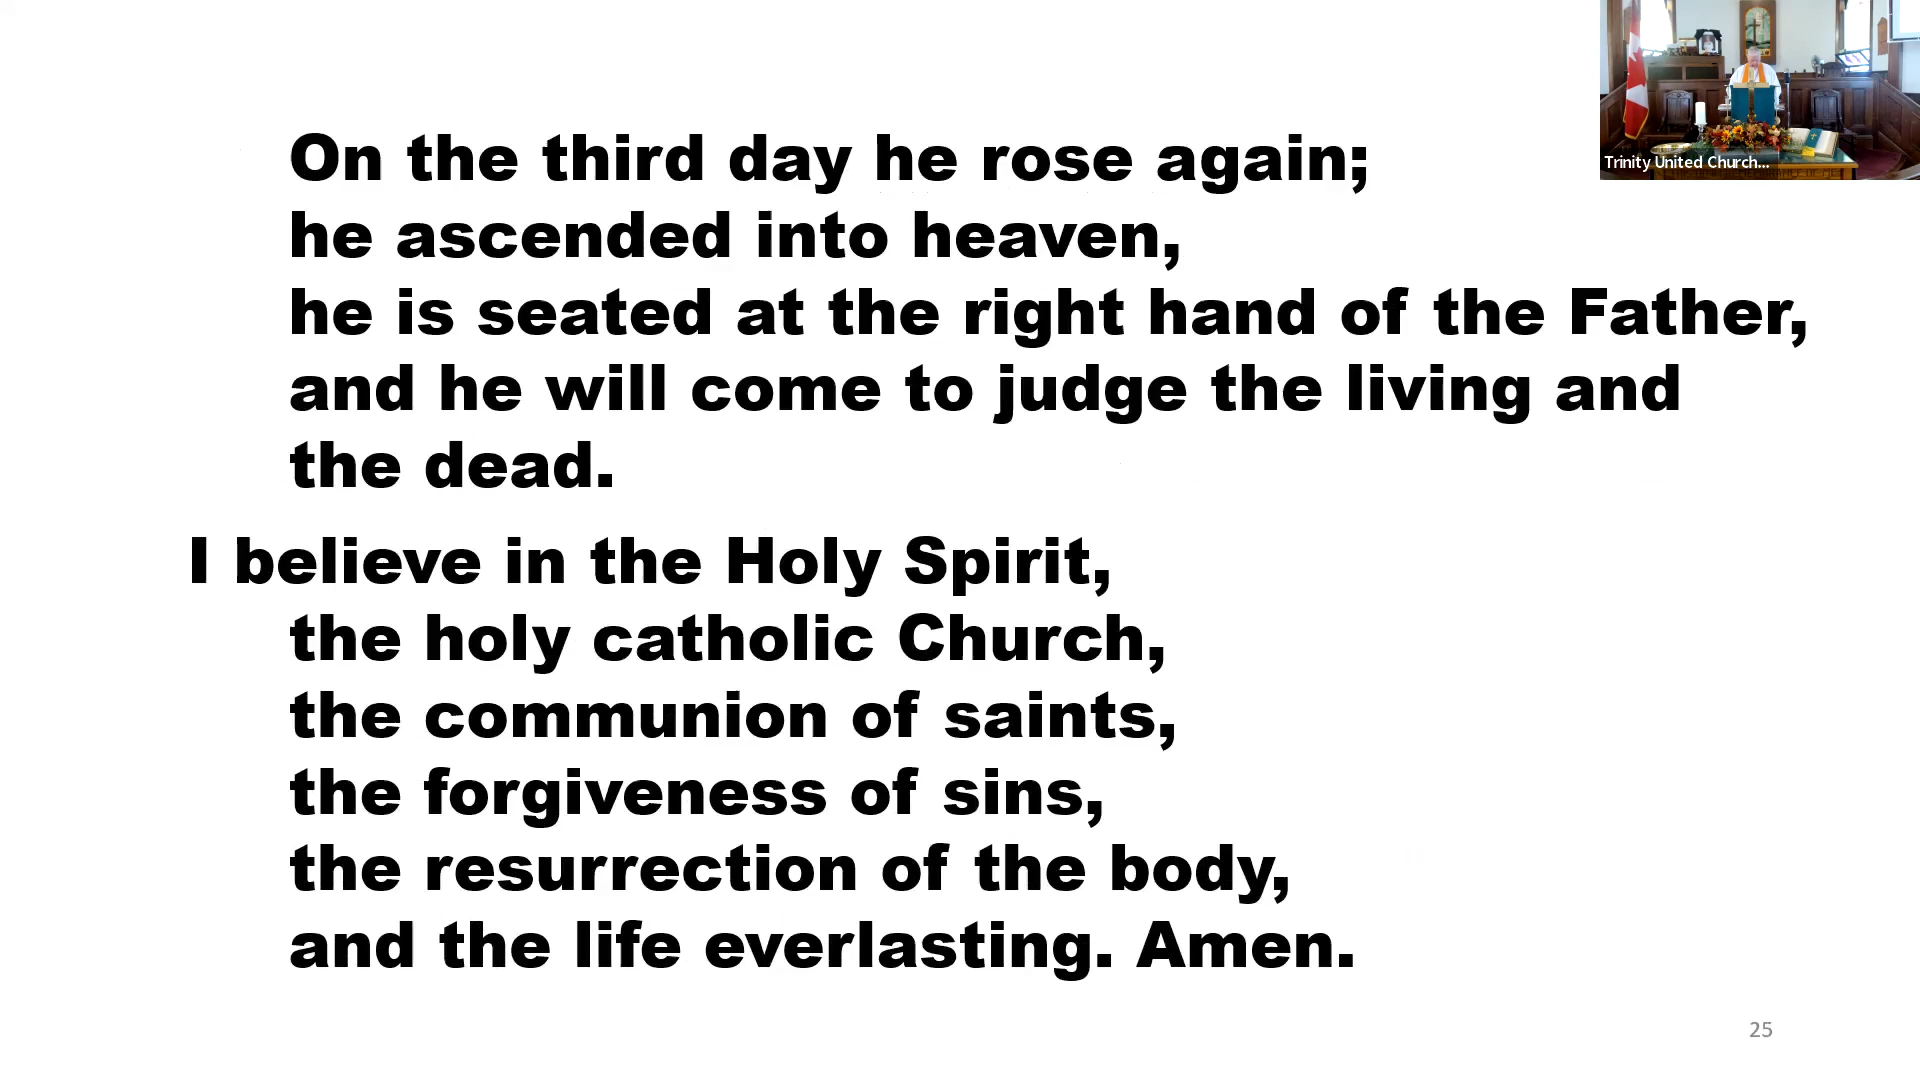 On the third day he rose again;
he ascended into heaven,
he is seated at the right hand of the Father,
and he will come to judge the living and
the dead.
I believe in the Holy Spirit,
the holy catholic Church,
the communion of saints,
the forgiveness of sins,
the resurrection of the body,
and the life everlasting. Amen.
Trinity United Church...
25